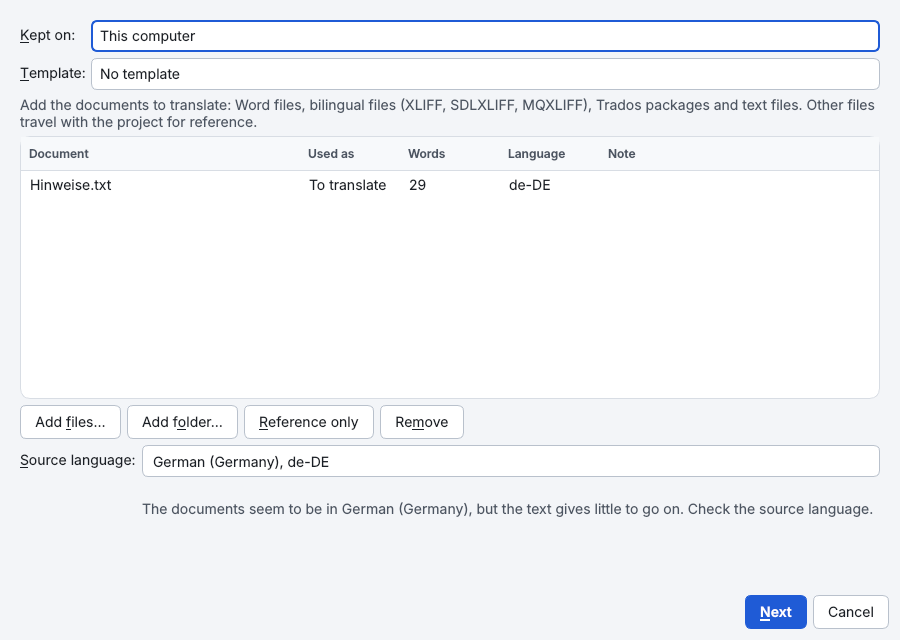 Kept on: This computer
Template: No template
Add the documents to translate: Word files, bilingual files (XLIFF, SDLXLIFF, MQXLIFF), Trados packages and text files. Other files
travel with the project for reference.
Document Used as Words Language Note
Hinweise.txt To translate 29 de-DE
Add files... Add folder... Reference only Remove
Source language: German (Germany), de-DE
The documents seem to be in German (Germany), but the text gives little to go on. Check the source language.
Next Cancel